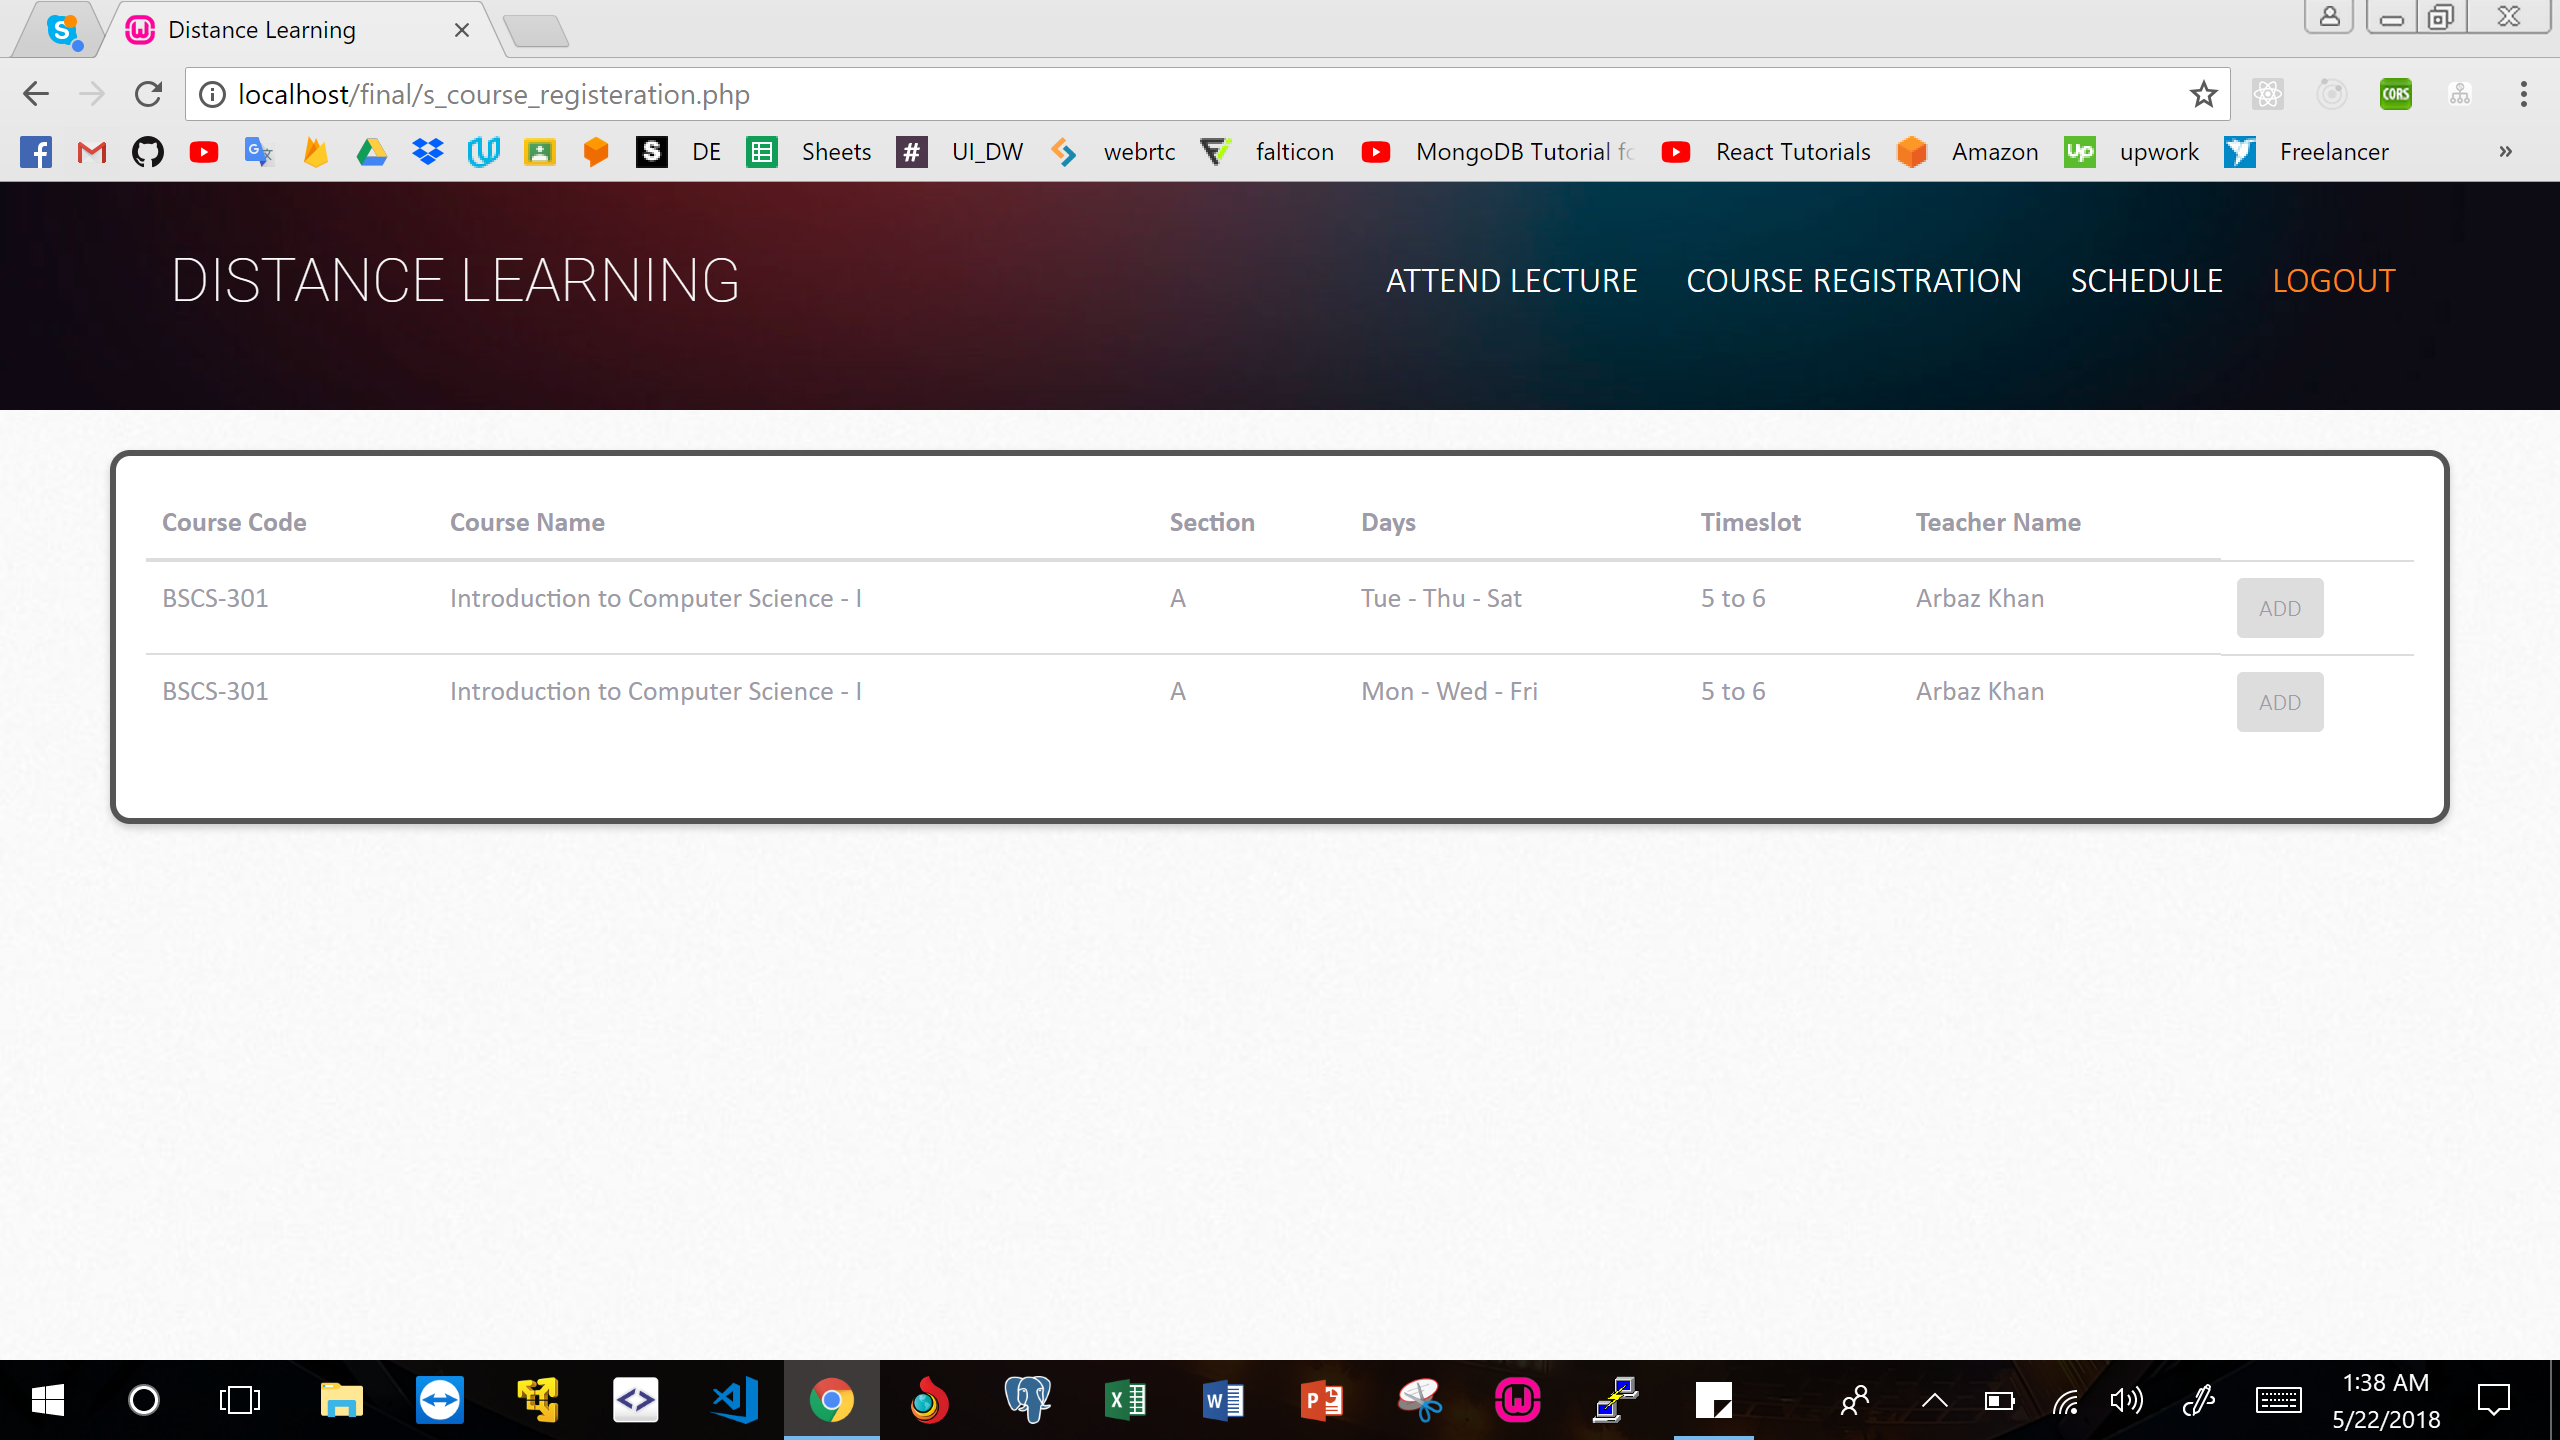 Distance Learning
localhost/final/s_course_registeration.php
DE Sheets UI_DW webrtc falticon MongoDB Tutorial fo React Tutorials Amazon upwork Freelancer »
DISTANCE LEARNING
ATTEND LECTURE COURSE REGISTRATION SCHEDULE LOGOUT
Course Code Course Name Section Days Timeslot Teacher Name
BSCS-301 Introduction to Computer Science - I A Tue - Thu - Sat 5 to 6 Arbaz Khan ADD
BSCS-301 Introduction to Computer Science - I A Mon - Wed - Fri 5 to 6 Arbaz Khan ADD
1:38 AM
5/22/2018